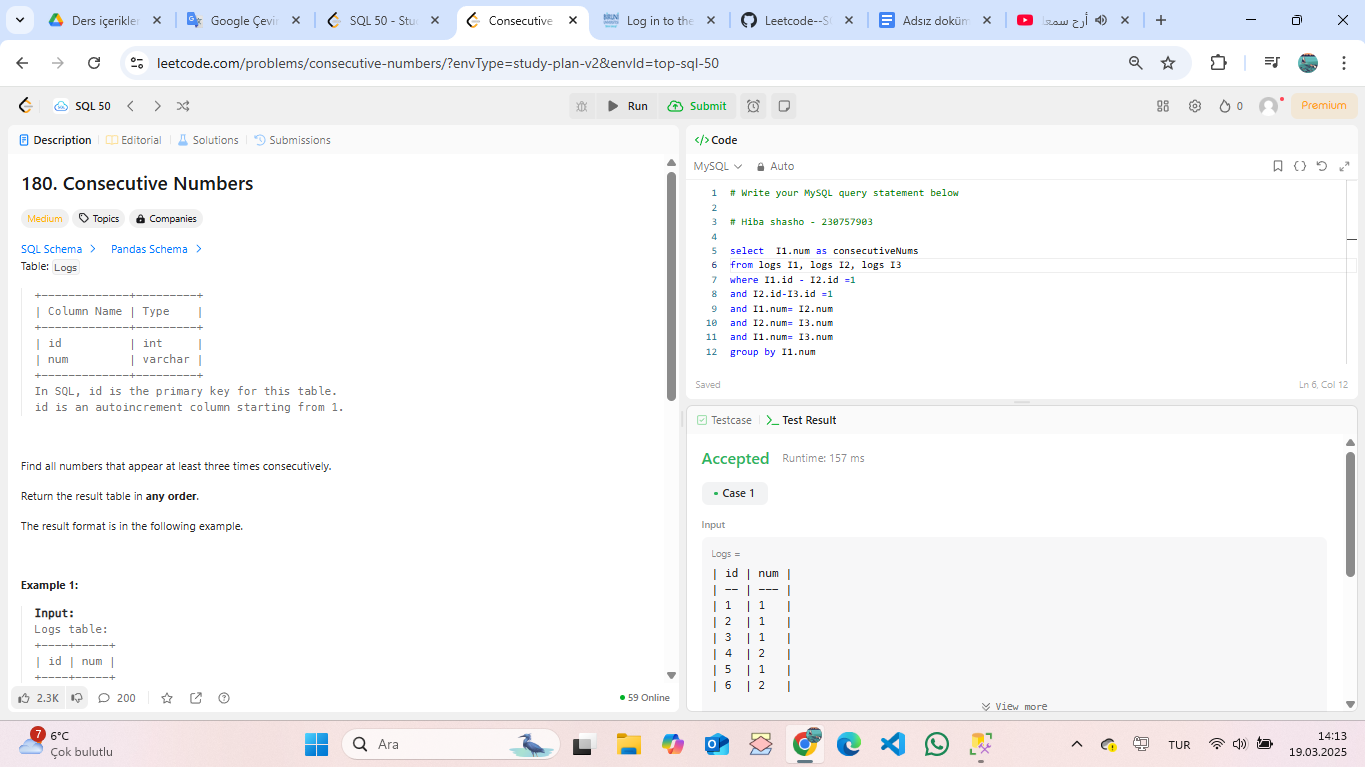 Ders içerikler
Google Çevir
SQL 50 - Stu
Consecutive
Log in to the
Leetcode--S
Adsız doküm
أرح سمعا
leetcode.com/problems/consecutive-numbers/?envType=study-plan-v2&envId=top-sql-50
SQL 50
Run
Submit
0
Premium
Description
Editorial
Solutions
Submissions
180. Consecutive Numbers
Medium
Topics
Companies
SQL Schema
Pandas Schema
Table: Logs
+-------------+---------+
| Column Name | Type    |
+-------------+---------+
| id          | int     |
| num         | varchar |
+-------------+---------+
In SQL, id is the primary key for this table.
id is an autoincrement column starting from 1.
Find all numbers that appear at least three times consecutively.
Return the result table in any order.
The result format is in the following example.
Example 1:
Input:
Logs table:
+----+-----+
| id | num |
+----+-----+
2.3K
200
59 Online
Code
MySQL
Auto
1 # Write your MySQL query statement below
2
3 # Hiba shasho - 230757903
4
5 select  I1.num as consecutiveNums
6 from logs I1, logs I2, logs I3
7 where I1.id - I2.id =1
8 and I2.id-I3.id =1
9 and I1.num= I2.num
10 and I2.num= I3.num
11 and I1.num= I3.num
12 group by I1.num
Saved
Ln 6, Col 12
Testcase
Test Result
Accepted
Runtime: 157 ms
Case 1
Input
Logs =
| id | num |
| -- | --- |
| 1  | 1   |
| 2  | 1   |
| 3  | 1   |
| 4  | 2   |
| 5  | 1   |
| 6  | 2   |
View more
7
6°C
Çok bulutlu
Ara
TUR
14:13
19.03.2025